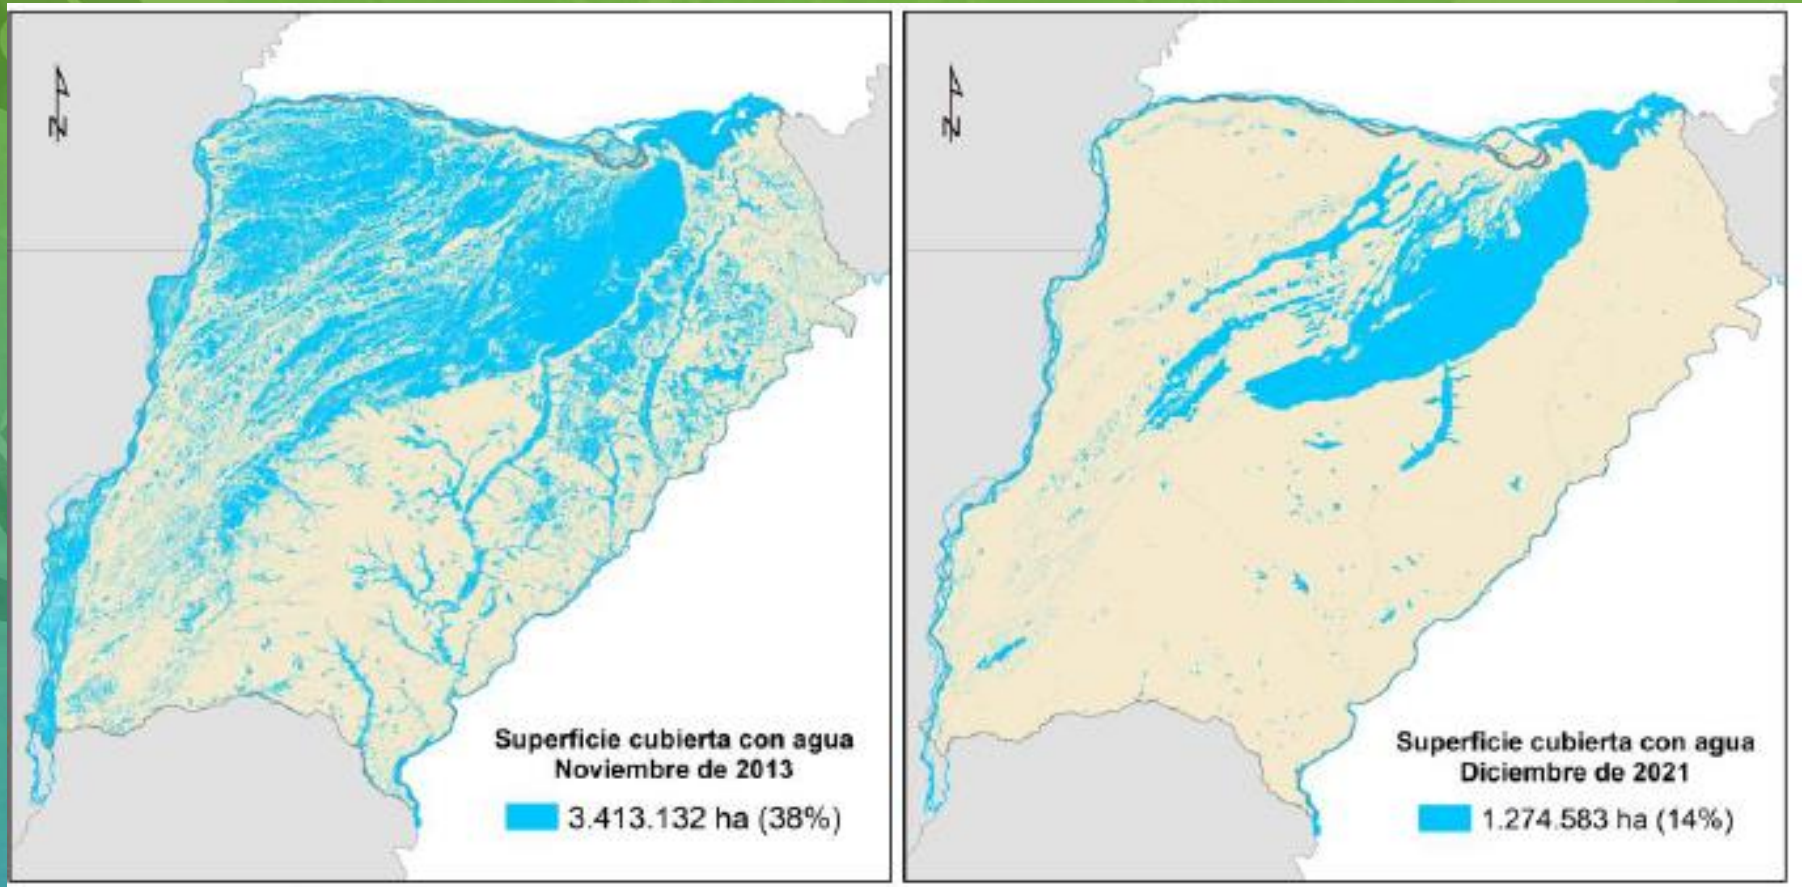 N
Superficie cubierta con agua
Noviembre de 2013
3.413.132 ha (38%)
N
Superficie cubierta con agua
Diciembre de 2021
1.274.583 ha (14%)